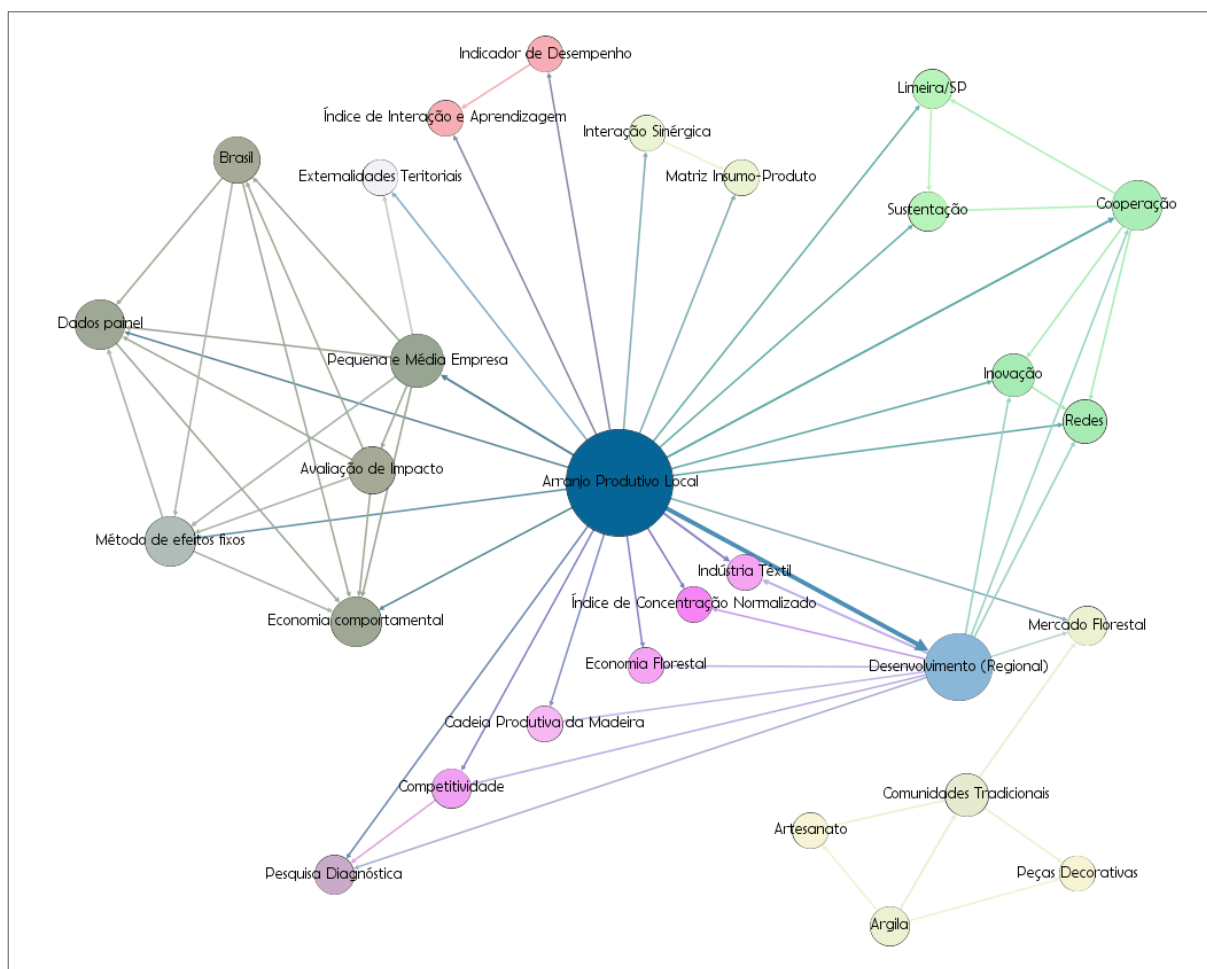 Indicador de Desempenho
Limeira/SP
Índice de Interação e Aprendizagem
Interação Sinérgica
Brasil
Externalidades Teritoriais
Matriz Insumo-Produto
Sustentação
Cooperação
Dados painel
Pequena e Média Empresa
Inovação
Redes
Avaliação de Impacto
Arranjo Produtivo Local
Método de efeitos fixos
Indústria Têxtil
Índice de Concentração Normalizado
Economia comportamental
Mercado Florestal
Economia Florestal
Desenvolvimento (Regional)
Cadeia Produtiva da Madeira
Competitividade
Comunidades Tradicionais
Artesanato
Pesquisa Diagnóstica
Peças Decorativas
Argila